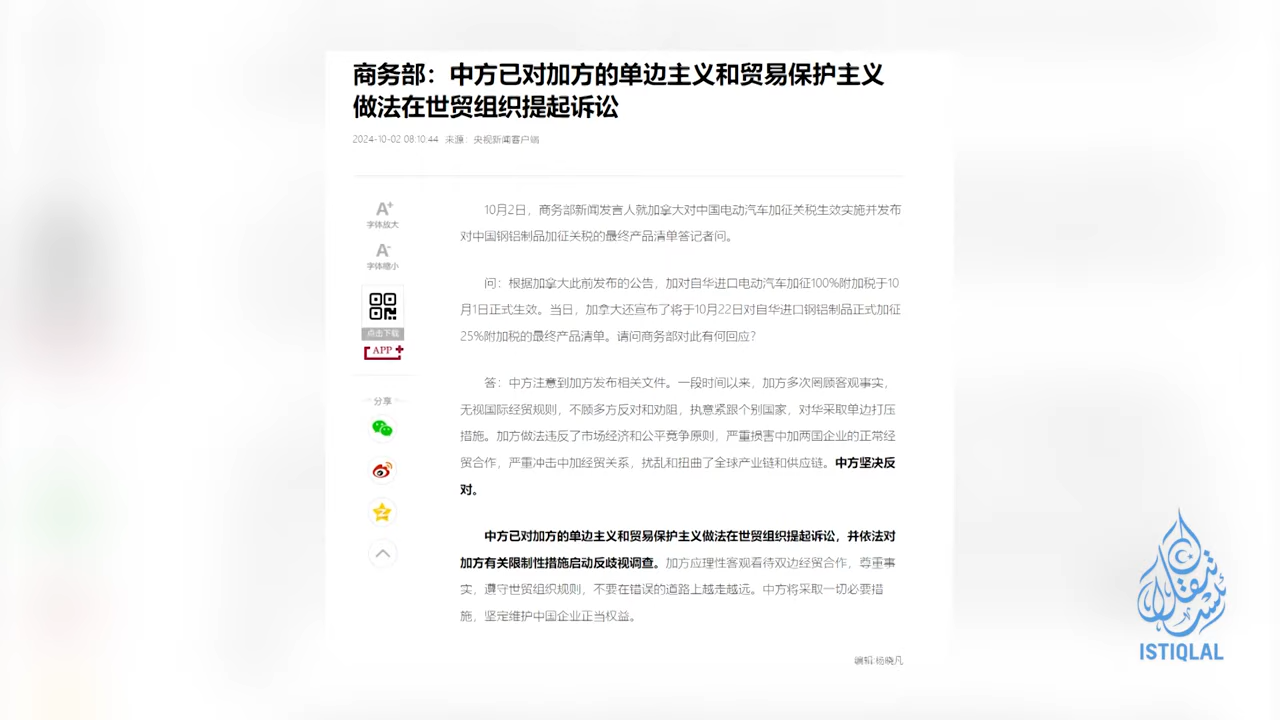 商务部：中方已对加方的单边主义和贸易保护主义
做法在世贸组织提起诉讼
2024-10-02 08:10:44 来源：央视新闻客户端
A+
字体放大
A-
字体缩小
点击下载
APP
分享
10月2日，商务部新闻发言人就加拿大对中国电动汽车加征关税生效实施并发布
对中国钢铝制品加征关税的最终产品清单答记者问。
问：根据加拿大此前发布的公告，加对自华进口电动汽车加征100%附加税于10
月1日正式生效。当日，加拿大还宣布了将于10月22日对自华进口钢铝制品正式加征
25%附加税的最终产品清单。请问商务部对此有何回应？
答：中方注意到加方发布相关文件。一段时间以来，加方多次罔顾客观事实，
无视国际经贸规则，不顾多方反对和劝阻，执意紧跟个别国家，对华采取单边打压
措施。加方做法违反了市场经济和公平竞争原则，严重损害中加两国企业的正常经
贸合作，严重冲击中加经贸关系，扰乱和扭曲了全球产业链和供应链。中方坚决反
对。
中方已对加方的单边主义和贸易保护主义做法在世贸组织提起诉讼，并依法对
加方有关限制性措施启动反歧视调查。加方应理性客观看待双边经贸合作，尊重事
实，遵守世贸组织规则，不要在错误的道路上越走越远。中方将采取一切必要措
施，坚定维护中国企业正当权益。
编辑:杨晓凡
ISTIQLAL